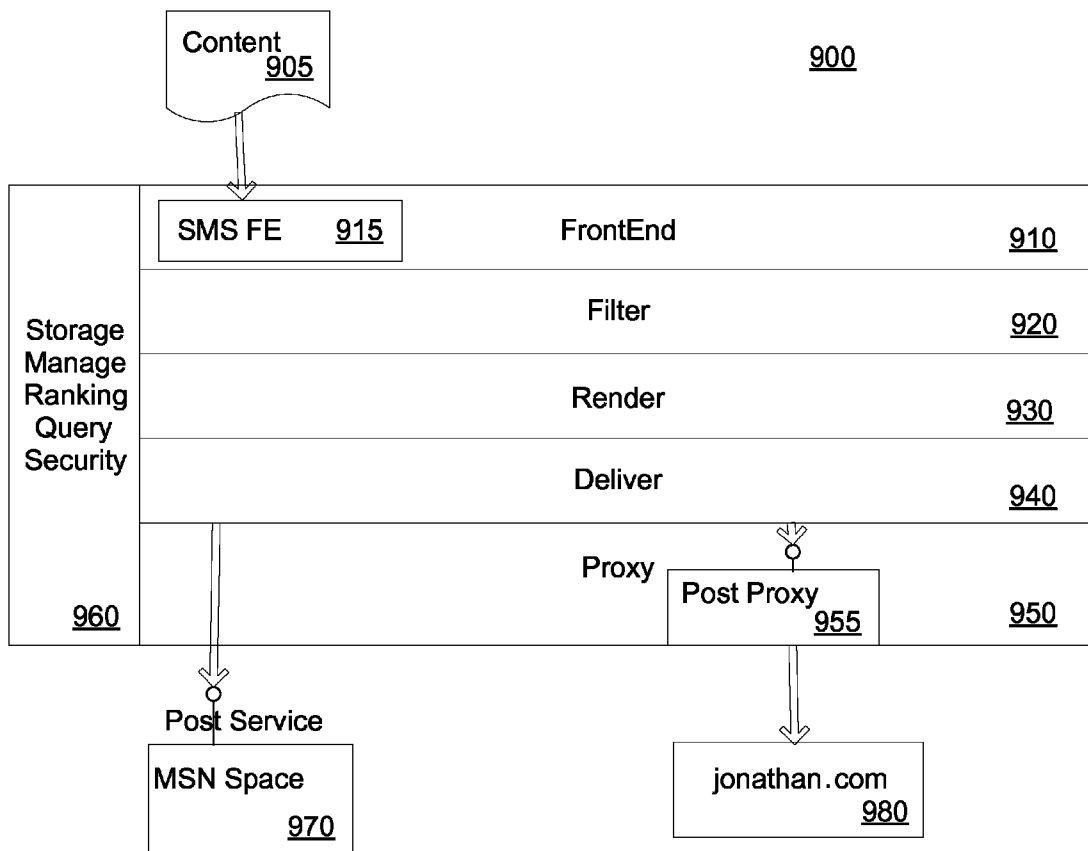 Content
905
900
SMS FE 915
FrontEnd
910
Filter
920
Storage
Manage
Ranking
Query
Security
Render
930
Deliver
940
Proxy
Post Proxy
955
950
960
Post Service
MSN Space
970
jonathan.com
980